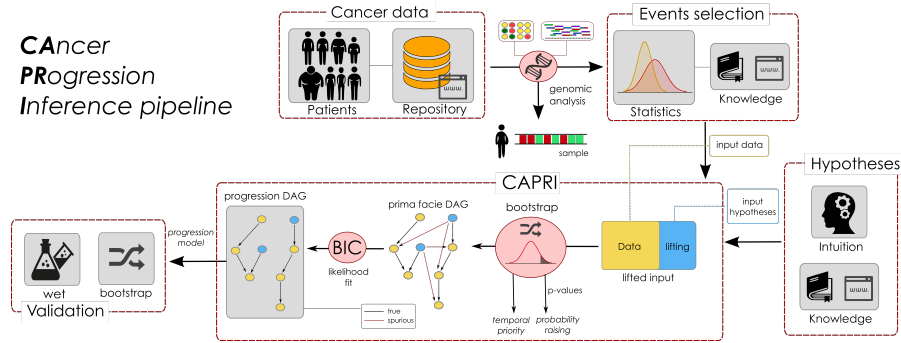 CAncer
PRogression
Inference pipeline
Cancer data
Patients
Repository
www.
genomic
analysis
sample
Events selection
Statistics
www.
Knowledge
input data
Hypotheses
input
hypotheses
Intuition
www.
Knowledge
CAPRI
progression DAG
prima facie DAG
bootstrap
BIC
likelihood
fit
Data
lifting
lifted input
p-values
temporal
priority
probability
raising
true
spurious
progression
model
wet
bootstrap
Validation